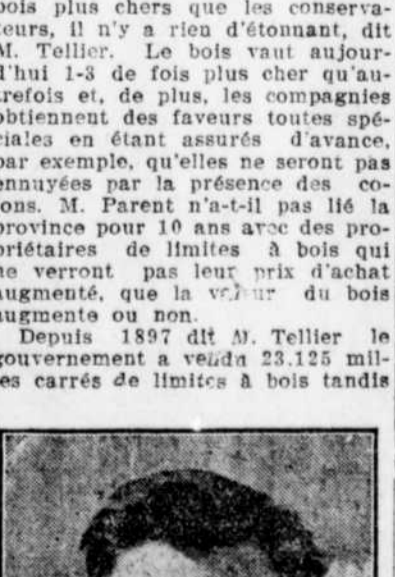 bois plus chers que les conserva-
teurs, il n'y a rien d'étonnant, dit
M. Tellier. Le bois vaut aujour-
d'hui 1-3 de fois plus cher qu'au-
trefois et, de plus, les compagnies
obtiennent des faveurs toutes spé-
ciales en étant assurés d'avance,
par exemple, qu'elles ne seront pas
ennuyées par la présence des co-
lons. M. Parent n'a-t-il pas lié la
province pour 10 ans avec des pro-
priétaires de limites à bois qui
ne verront pas leur prix d'achat
augmenté, que la valeur du bois
augmente ou non.
Depuis 1897 dit M. Tellier le
gouvernement a vendu 23.125 mil-
les carrés de limites à bois tandis